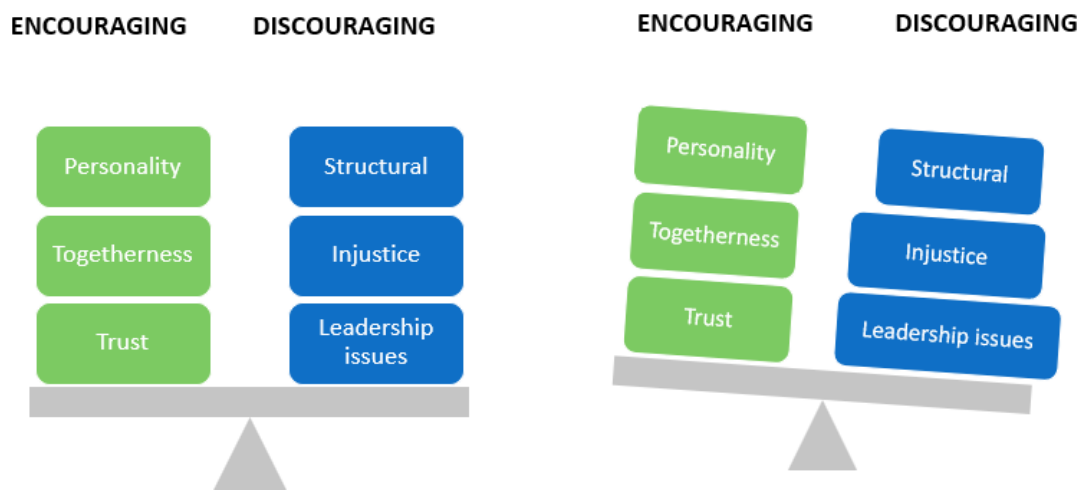 ENCOURAGING
DISCOURAGING
Personality
Structural
Togetherness
Injustice
Trust
Leadership
issues
ENCOURAGING
DISCOURAGING
Personality
Structural
Togetherness
Injustice
Trust
Leadership issues